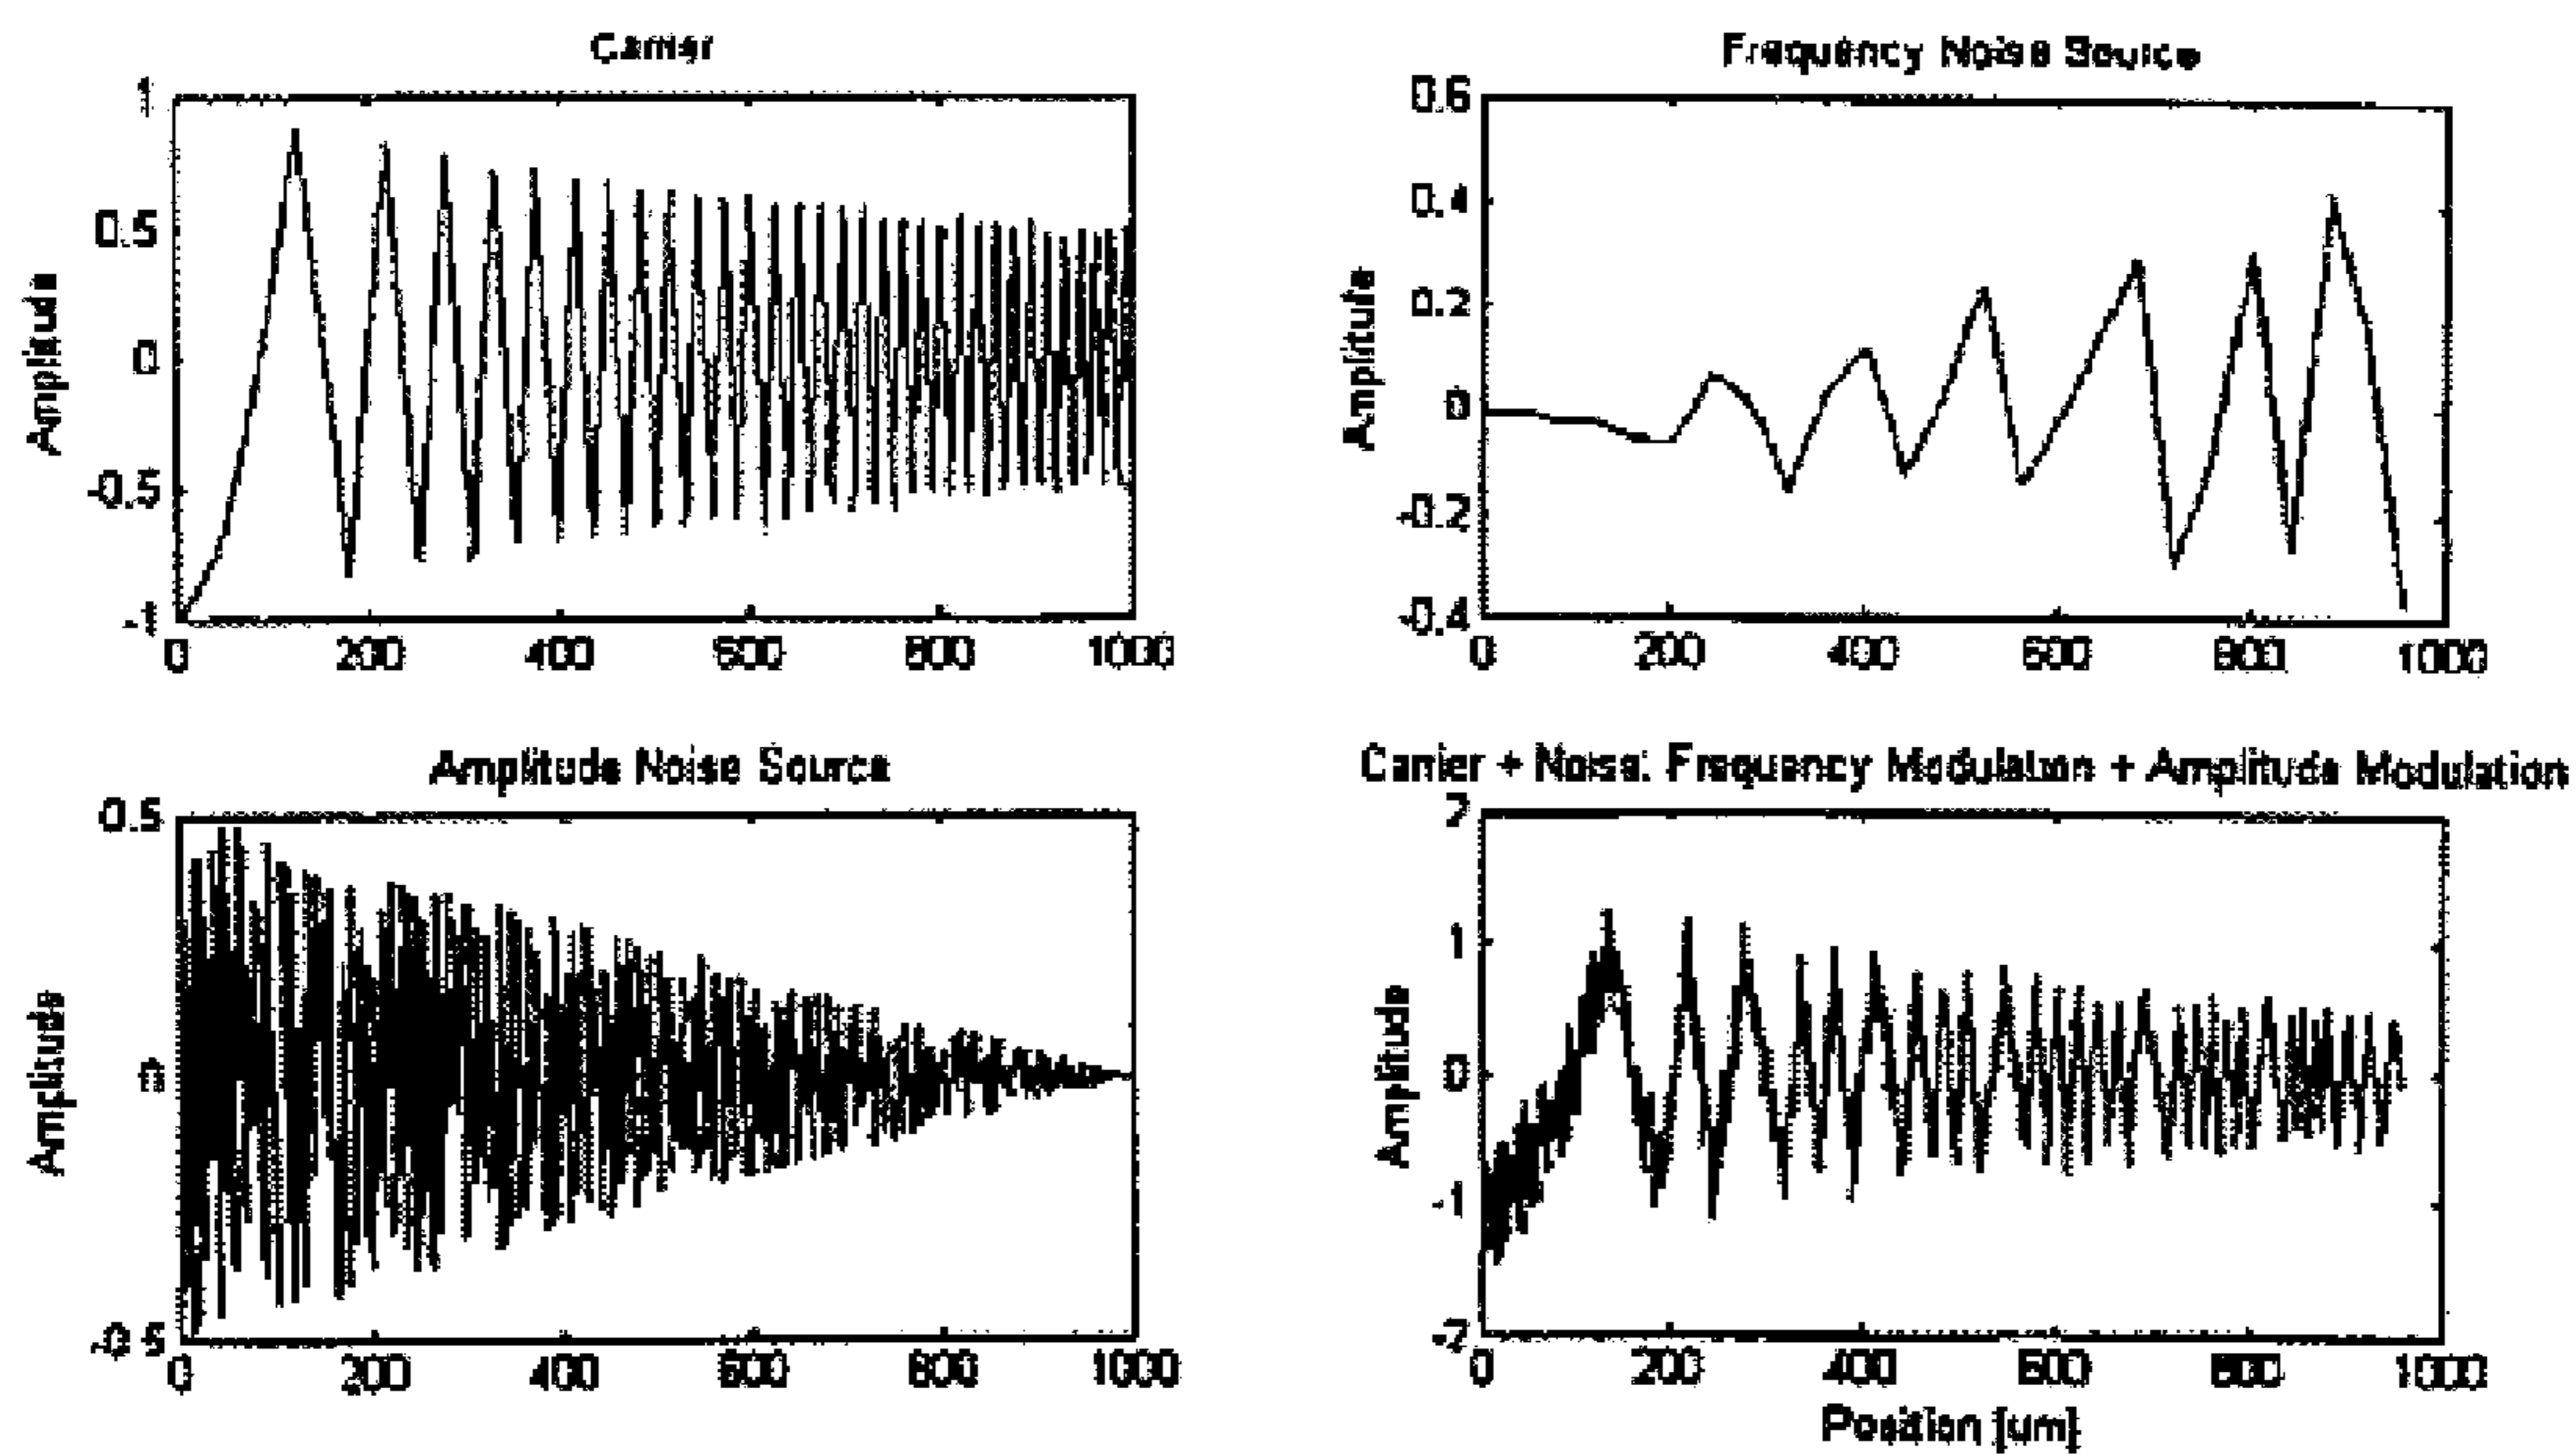 Carrier
1
0.5
0
-0.5
-1
Amplitude
0 200 400 600 800 1000
Frequency Noise Source
0.6
0.4
0.2
0
-0.2
-0.4
Amplitude
0 200 400 600 800 1000
Amplitude Noise Source
0.5
0
-0.5
Amplitude
0 200 400 600 800 1000
Carrier + Noise: Frequency Modulation + Amplitude Modulation
2
1
0
-1
-2
Amplitude
0 200 400 600 800 1000
Position [um]